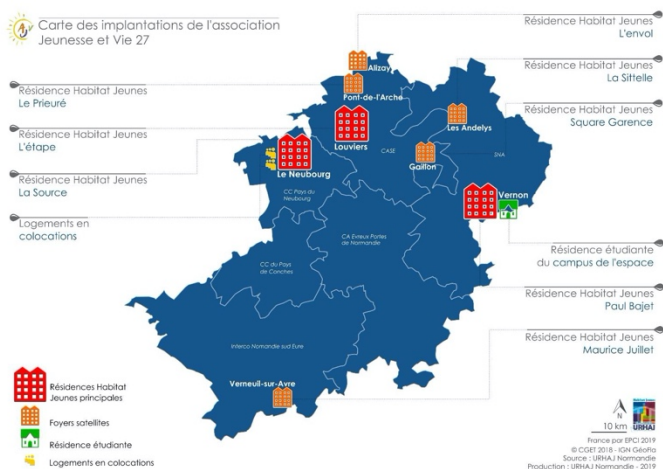 Carte des implantations de l'association
Jeunesse et Vie 27
Résidence Habitat Jeunes
L'envol
Résidence Habitat Jeunes
La Sittelle
Résidence Habitat Jeunes
Square Garence
Résidence Habitat Jeunes
Le Prieuré
Résidence Habitat Jeunes
L'étape
Résidence Habitat Jeunes
La Source
Logements en
colocations
Alizay
Pont-de-l'Arche
Louviers
Les Andelys
CASE
SNA
Gaillon
Le Neubourg
Vernon
CC Pays du
Neubourg
CA Evreux Portes
de Normandie
CC du Pays
de Conches
Interco Normandie sud Eure
Verneuil-sur-Avre
Résidence étudiante
du campus de l'espace
Résidence Habitat Jeunes
Paul Bajet
Résidence Habitat Jeunes
Maurice Juillet
Résidences Habitat
Jeunes principales
Foyers satellites
Résidence étudiante
Logements en colocations
N
10 km
URHAJ
France par EPCI 2019
© CGET 2018 - IGN GéoFla
Source : URHAJ Normandie
Production : URHAJ Normandie - 2019